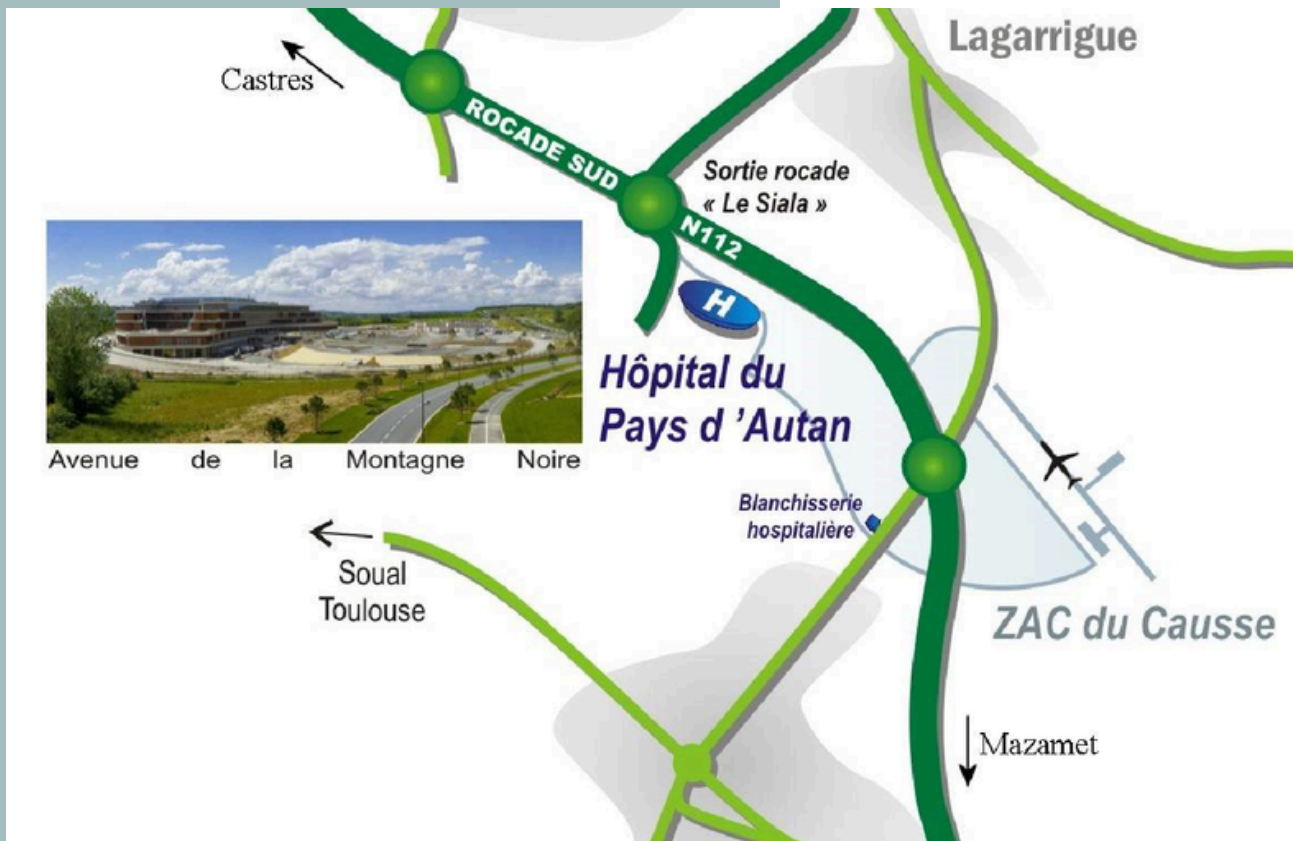 Lagarrigue
Castres
ROCADE SUD
Sortie rocade
« Le Siala »
N112
H
Hôpital du
Pays d ’Autan
Avenue de la Montagne Noire
Blanchisserie
hospitalière
Soual
Toulouse
ZAC du Causse
Mazamet